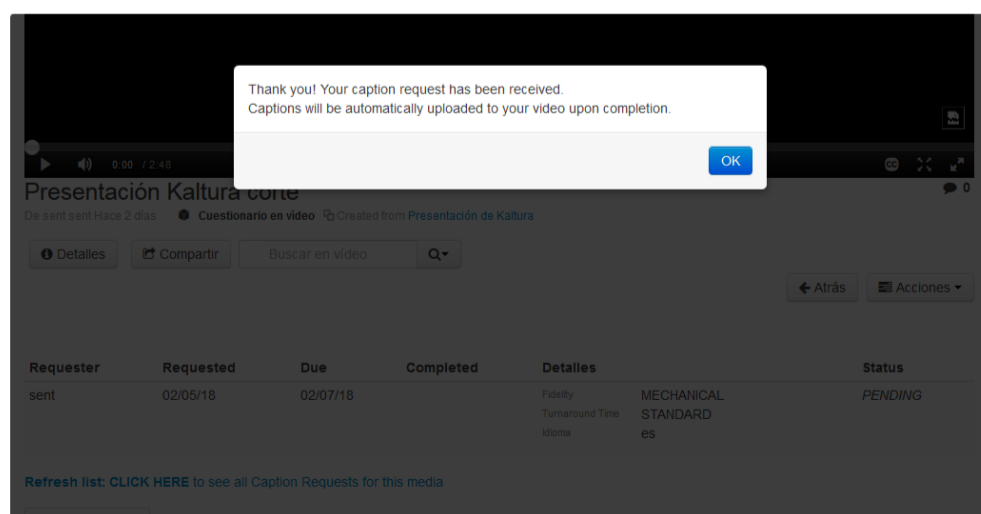 Thank you! Your caption request has been received.
Captions will be automatically uploaded to your video upon completion.
OK
0:00 / 2:48
CC
Presentación Kaltura corte
0
De sent sent Hace 2 días Cuestionario en vídeo Created from Presentación de Kaltura
Detalles Compartir Buscar en vídeo
Atrás Acciones
Requester Requested Due Completed Detalles Status
sent 02/05/18 02/07/18 Fidelity MECHANICAL PENDING
Turnaround Time STANDARD
Idioma es
Refresh list: CLICK HERE to see all Caption Requests for this media